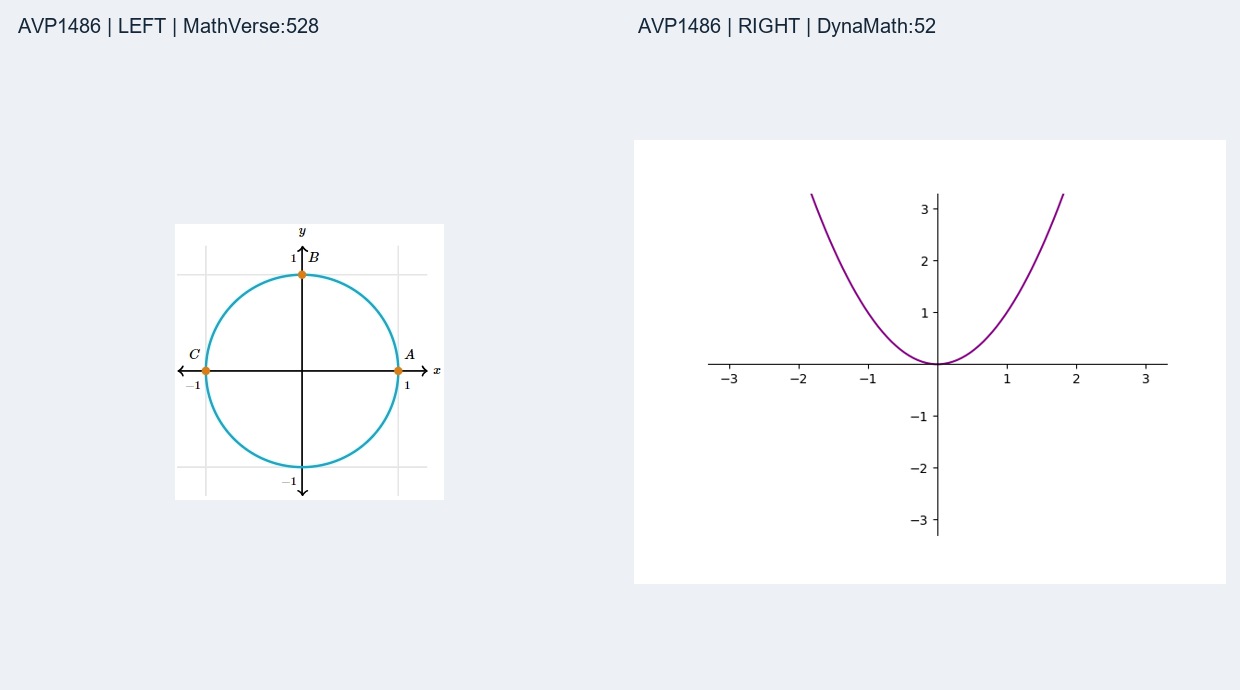 AVP1486 | LEFT | MathVerse:528
y
1 B
C A
x
−1 1
−1
AVP1486 | RIGHT | DynaMath:52
3
2
1
−3 −2 −1 1 2 3
−1
−2
−3